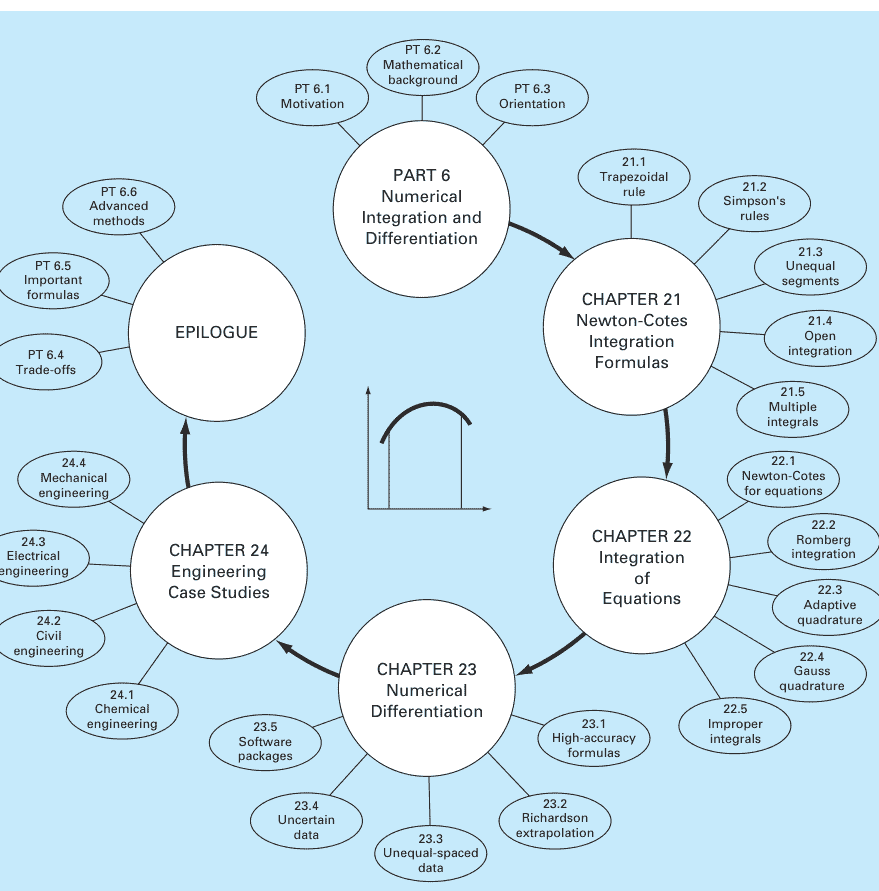 PT 6.1
Motivation
PT 6.2
Mathematical
background
PT 6.3
Orientation
PART 6
Numerical
Integration and
Differentiation
21.1
Trapezoidal
rule
21.2
Simpson's
rules
21.3
Unequal
segments
21.4
Open
integration
21.5
Multiple
integrals
CHAPTER 21
Newton-Cotes
Integration
Formulas
22.1
Newton-Cotes
for equations
22.2
Romberg
integration
22.3
Adaptive
quadrature
22.4
Gauss
quadrature
22.5
Improper
integrals
CHAPTER 22
Integration
of
Equations
CHAPTER 23
Numerical
Differentiation
23.1
High-accuracy
formulas
23.2
Richardson
extrapolation
23.3
Unequal-spaced
data
23.4
Uncertain
data
23.5
Software
packages
CHAPTER 24
Engineering
Case Studies
24.1
Chemical
engineering
24.2
Civil
engineering
24.3
Electrical
engineering
24.4
Mechanical
engineering
EPILOGUE
PT 6.4
Trade-offs
PT 6.5
Important
formulas
PT 6.6
Advanced
methods